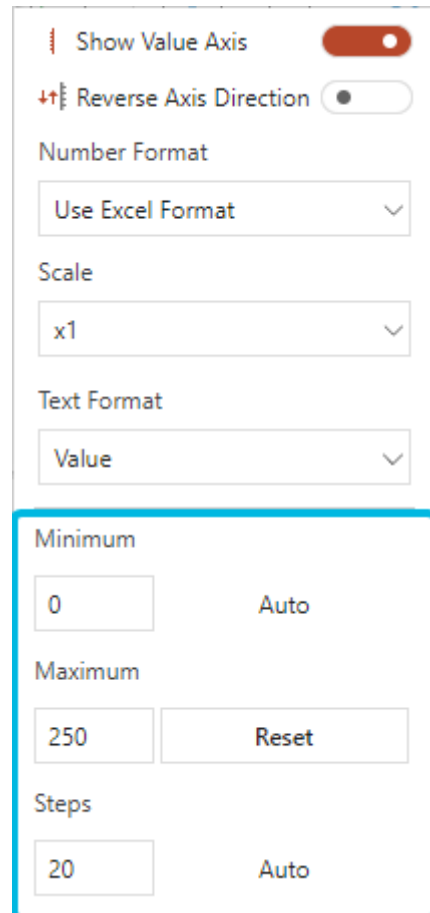 Show Value Axis
Reverse Axis Direction
Number Format
Use Excel Format
Scale
x1
Text Format
Value
Minimum
0 Auto
Maximum
250 Reset
Steps
20 Auto